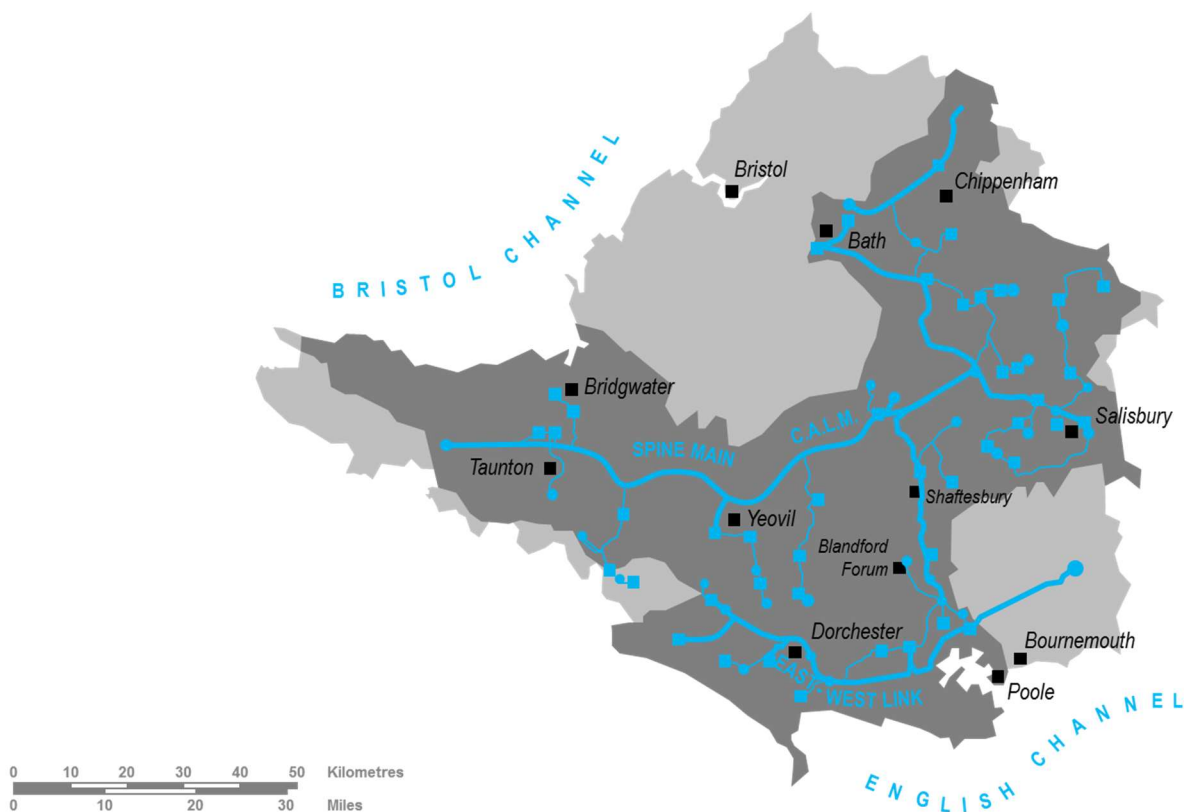 Bristol
Chippenham
Bath
BRISTOL CHANNEL
Bridgwater
C.A.L.M.
Salisbury
SPINE MAIN
Taunton
Shaftesbury
Yeovil
Blandford
Forum
Dorchester
Bournemouth
EAST-WEST LINK
Poole
ENGLISH CHANNEL
0 10 20 30 40 50 Kilometres
0 10 20 30 Miles